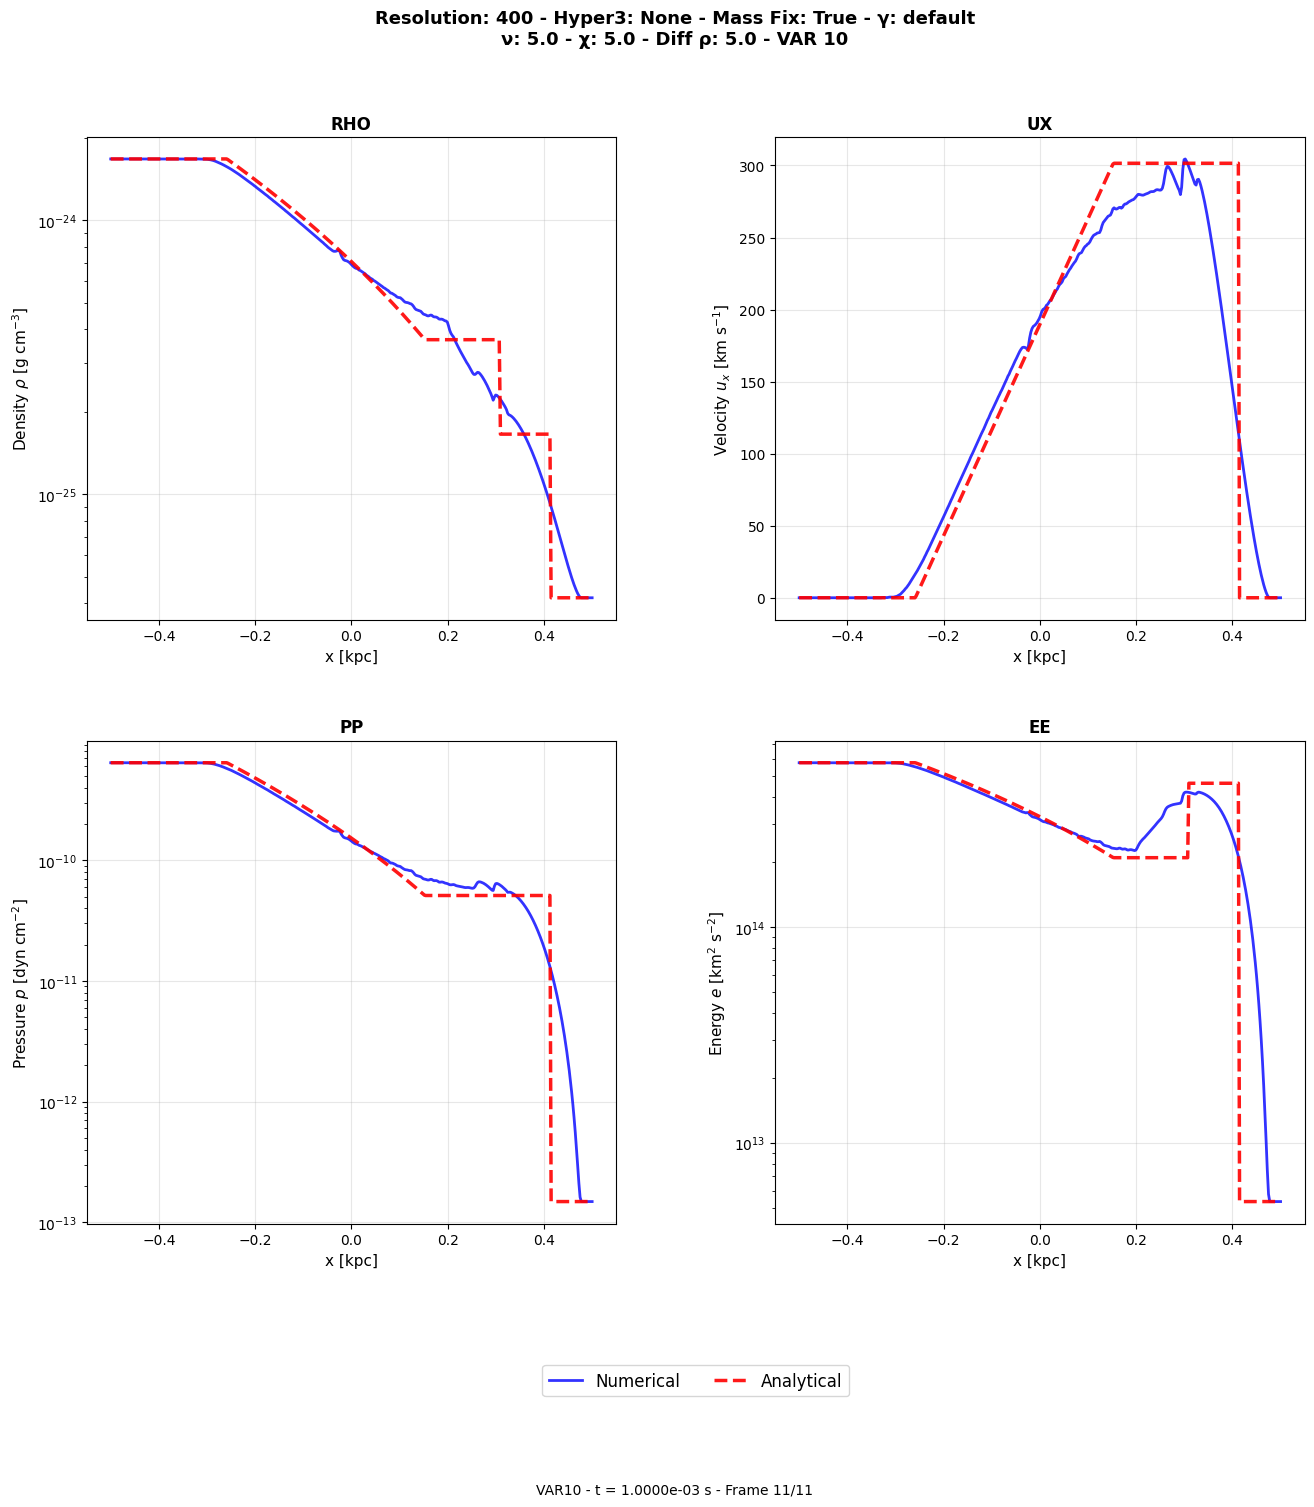 Resolution: 400 - Hyper3: None - Mass Fix: True - γ: default
ν: 5.0 - χ: 5.0 - Diff ρ: 5.0 - VAR 10
RHO
Density ρ [g cm⁻³]
10⁻²⁴
10⁻²⁵
−0.4 −0.2 0.0 0.2 0.4
x [kpc]
UX
Velocity uₓ [km s⁻¹]
300
250
200
150
100
50
0
−0.4 −0.2 0.0 0.2 0.4
x [kpc]
PP
Pressure p [dyn cm⁻²]
10⁻¹⁰
10⁻¹¹
10⁻¹²
10⁻¹³
−0.4 −0.2 0.0 0.2 0.4
x [kpc]
EE
Energy e [km² s⁻²]
10¹⁴
10¹³
−0.4 −0.2 0.0 0.2 0.4
x [kpc]
Numerical Analytical
VAR10 - t = 1.0000e-03 s - Frame 11/11